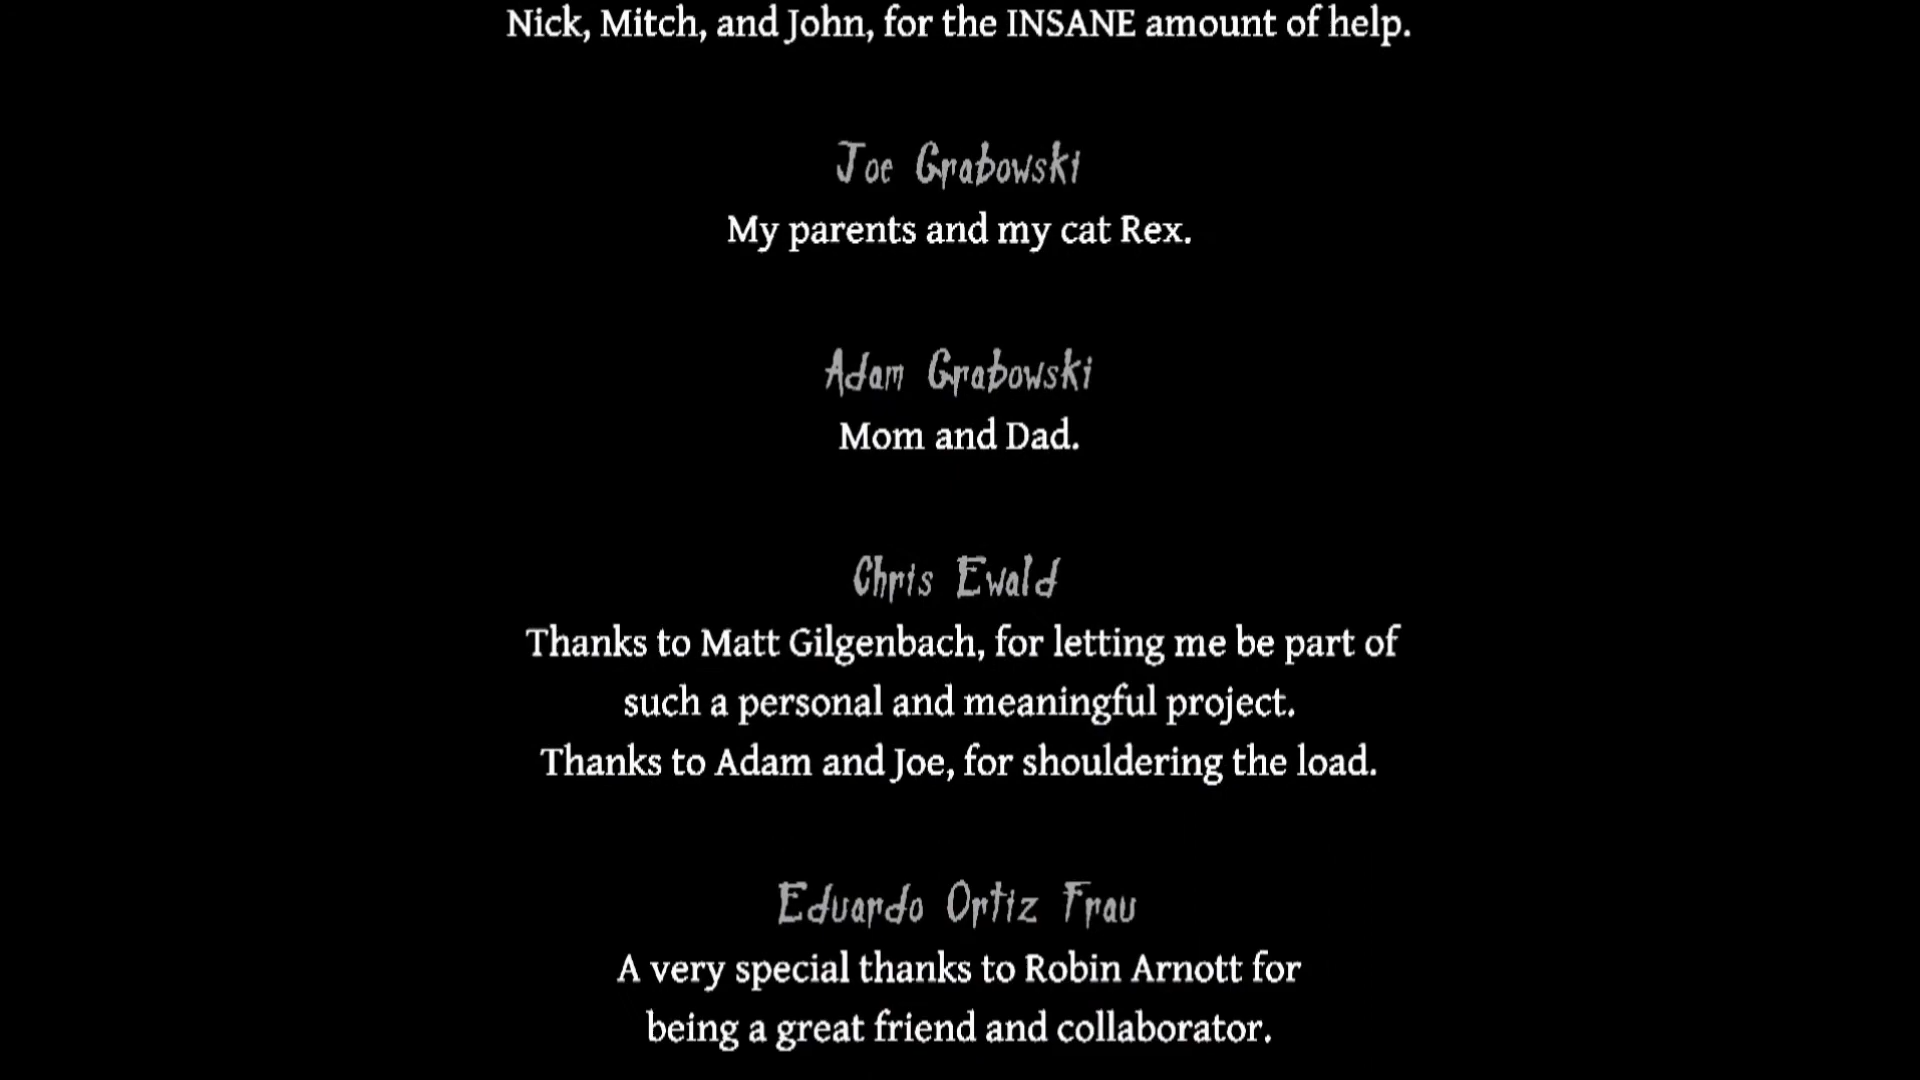 Nick, Mitch, and John, for the INSANE amount of help.
Joe Grabowski
My parents and my cat Rex.
Adam Grabowski
Mom and Dad.
Chris Ewald
Thanks to Matt Gilgenbach, for letting me be part of
such a personal and meaningful project.
Thanks to Adam and Joe, for shouldering the load.
Eduardo Ortiz Frau
A very special thanks to Robin Arnott for
being a great friend and collaborator.